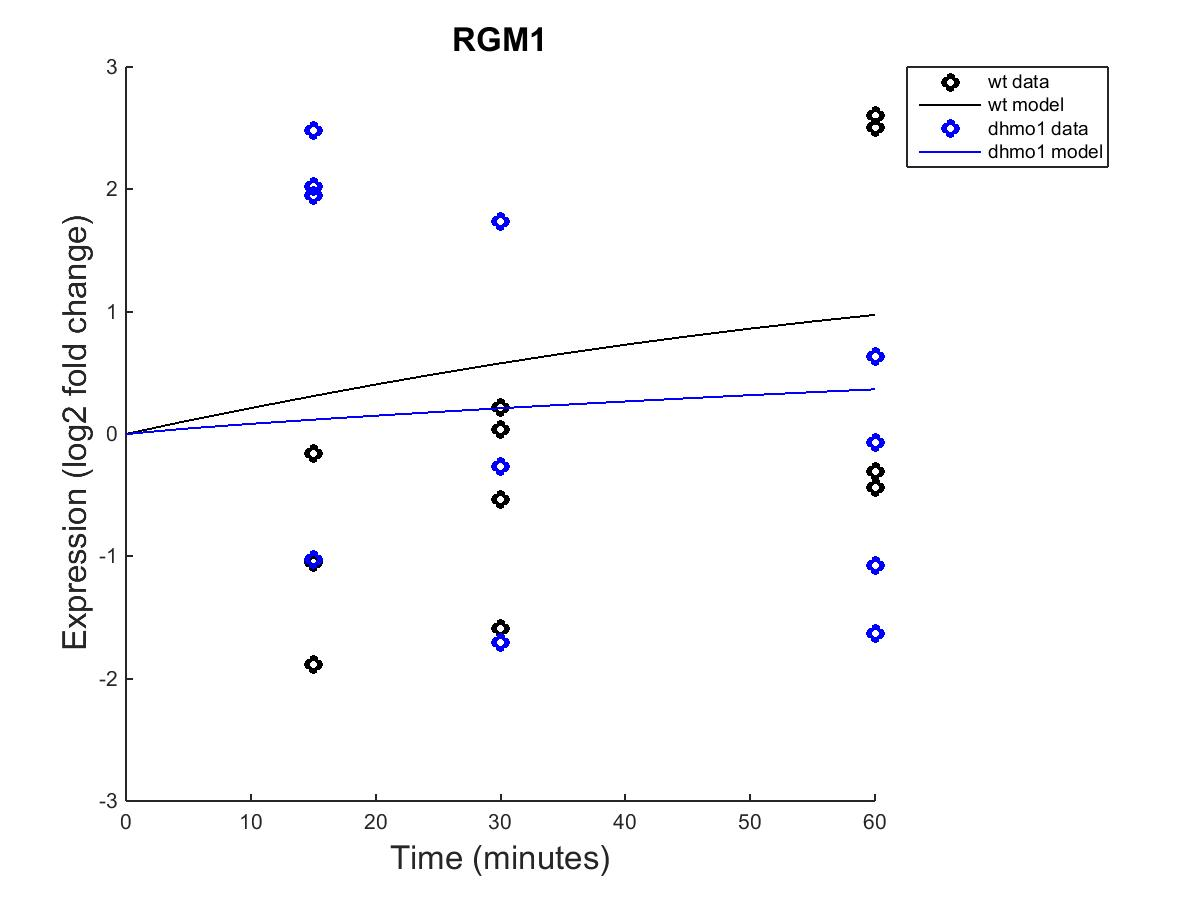 RGM1
3
2
1
0
-1
-2
-3
0 10 20 30 40 50 60
Expression (log2 fold change)
Time (minutes)
wt data
wt model
dhmo1 data
dhmo1 model